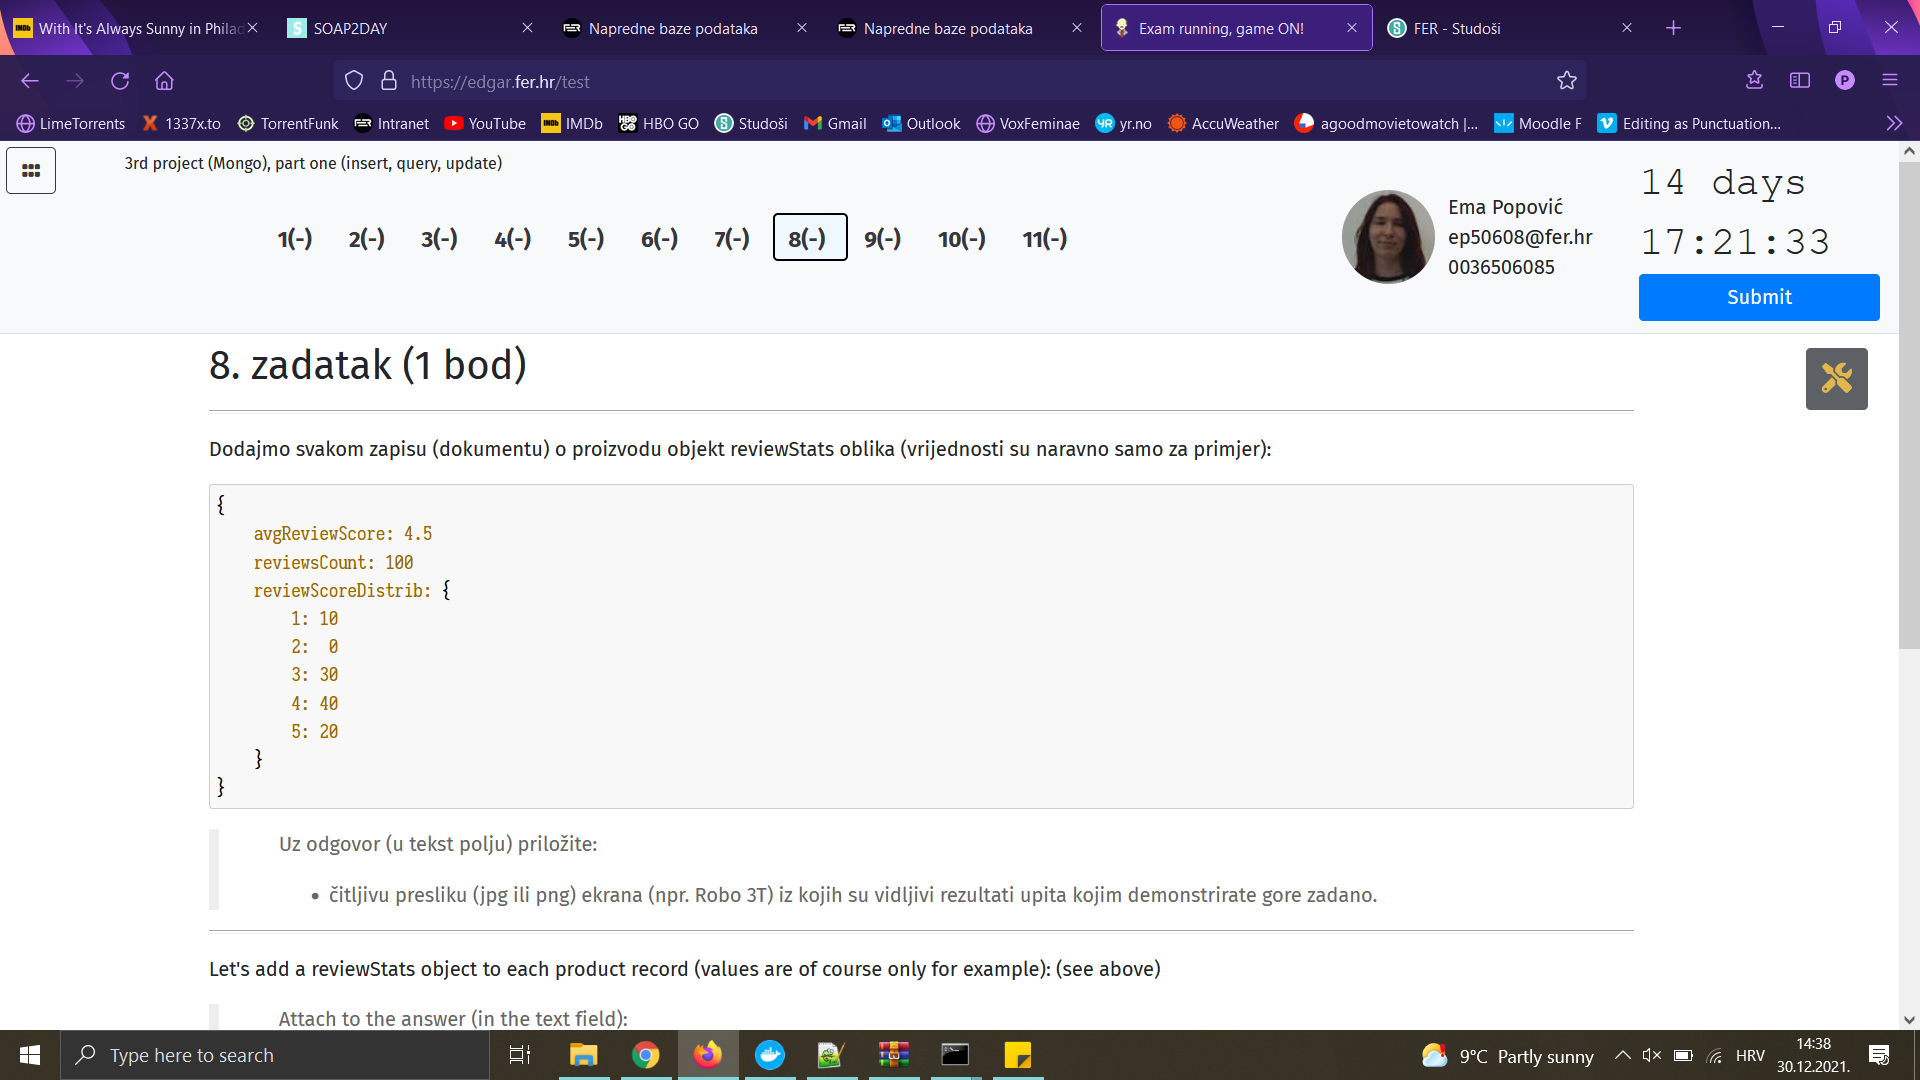 With It's Always Sunny in Philad
SOAP2DAY
Napredne baze podataka
Napredne baze podataka
Exam running, game ON!
FER - Studoši
https://edgar.fer.hr/test
LimeTorrents
1337x.to
TorrentFunk
Intranet
YouTube
IMDb
HBO GO
Studoši
Gmail
Outlook
VoxFeminae
yr.no
AccuWeather
agoodmovietowatch |...
Moodle F
Editing as Punctuation...
3rd project (Mongo), part one (insert, query, update)
1(-) 2(-) 3(-) 4(-) 5(-) 6(-) 7(-) 8(-) 9(-) 10(-) 11(-)
Ema Popović
ep50608@fer.hr
0036506085
14 days
17:21:33
Submit
8. zadatak (1 bod)
Dodajmo svakom zapisu (dokumentu) o proizvodu objekt reviewStats oblika (vrijednosti su naravno samo za primjer):
{
avgReviewScore: 4.5
reviewsCount: 100
reviewScoreDistrib: {
1: 10
2: 0
3: 30
4: 40
5: 20
}
}
Uz odgovor (u tekst polju) priložite:
• čitljivu presliku (jpg ili png) ekrana (npr. Robo 3T) iz kojih su vidljivi rezultati upita kojim demonstrirate gore zadano.
Let's add a reviewStats object to each product record (values are of course only for example): (see above)
Attach to the answer (in the text field):
Type here to search
9°C Partly sunny
HRV
14:38
30.12.2021.